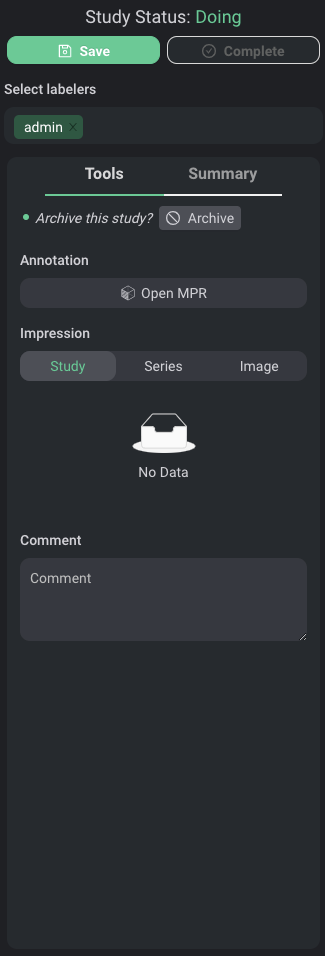 Study Status: Doing
Save
Complete
Select labelers
admin ×
Tools
Summary
• Archive this study? Archive
Annotation
Open MPR
Impression
Study
Series
Image
No Data
Comment
Comment